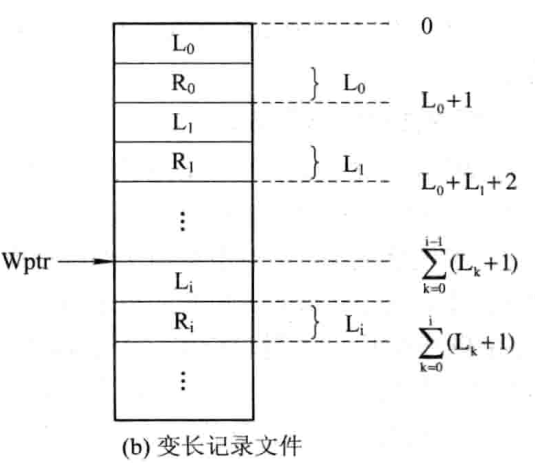 0
L₀
R₀ } L₀
L₀+1
L₁
R₁ } L₁
L₀+L₁+2
⋮
Wptr
∑_{k=0}^{i-1}(Lₖ+1)
Lᵢ
Rᵢ } Lᵢ
∑_{k=0}^{i}(Lₖ+1)
⋮
(b) 变长记录文件